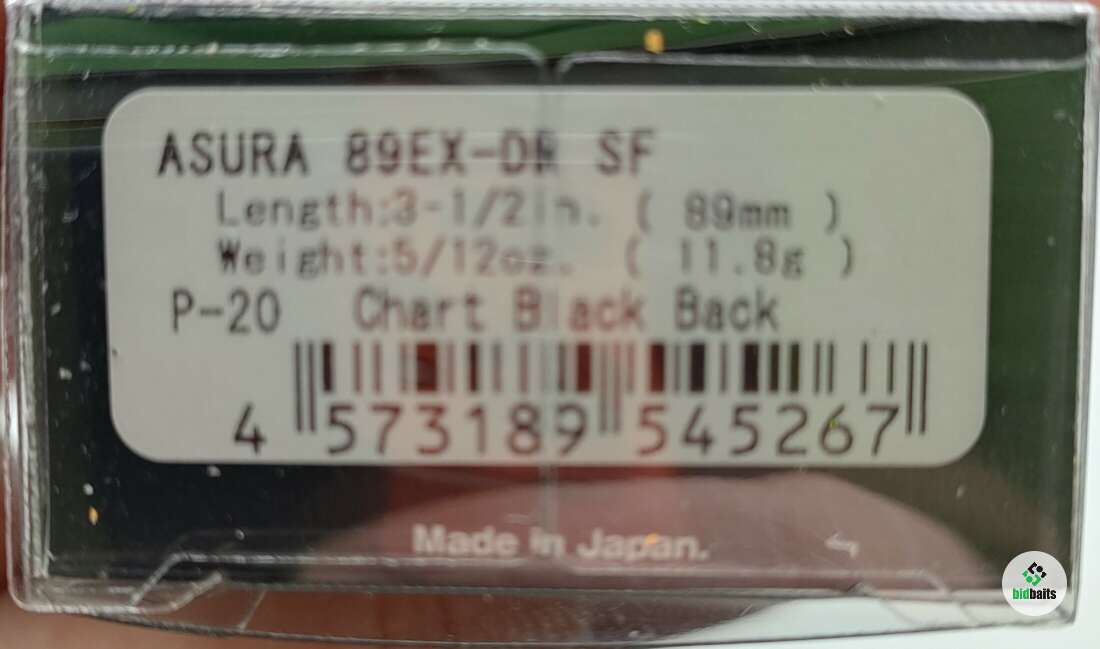 ASURA 89EX-DR SF
Length:3-1/2in. ( 89mm )
Weight:5/12oz. ( 11.8g )
P-20 Chart Black Back
4 573189 545267
Made in Japan.
bidbaits